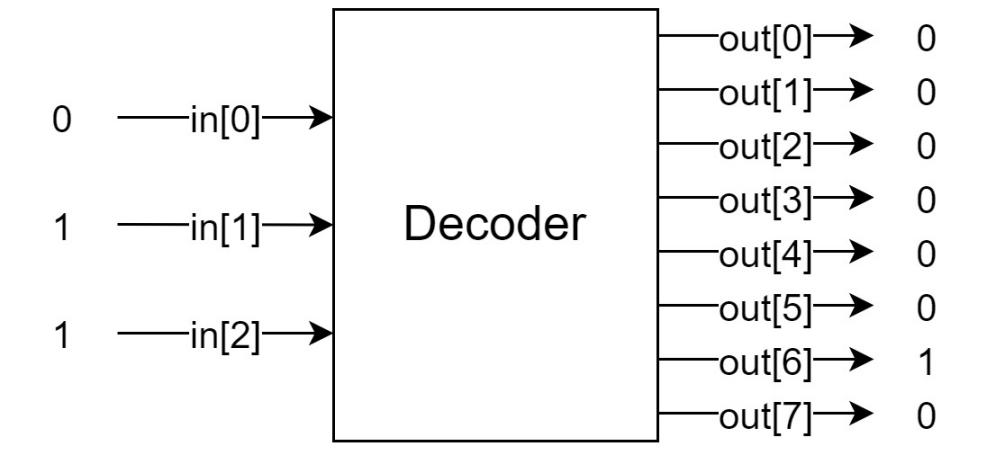 0 in[0]
1 in[1]
1 in[2]
Decoder
out[0] 0
out[1] 0
out[2] 0
out[3] 0
out[4] 0
out[5] 0
out[6] 1
out[7] 0